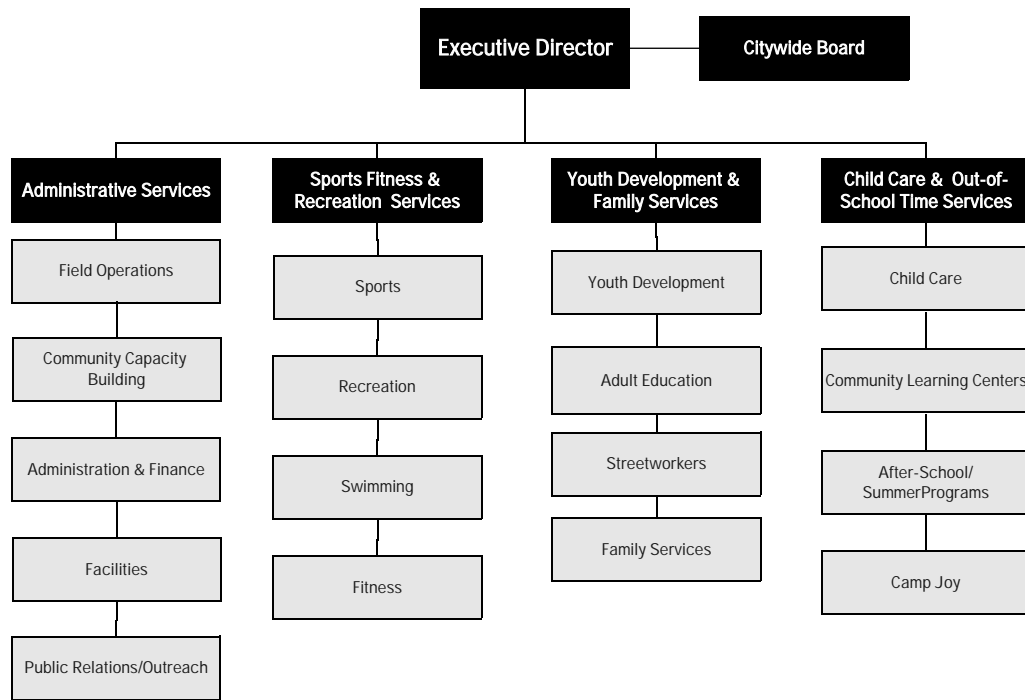 Executive Director
Citywide Board
Administrative Services
Field Operations
Community Capacity
Building
Administration & Finance
Facilities
Public Relations/Outreach
Sports Fitness &
Recreation Services
Sports
Recreation
Swimming
Fitness
Youth Development &
Family Services
Youth Development
Adult Education
Streetworkers
Family Services
Child Care & Out-of-
School Time Services
Child Care
Community Learning Centers
After-School/
SummerPrograms
Camp Joy